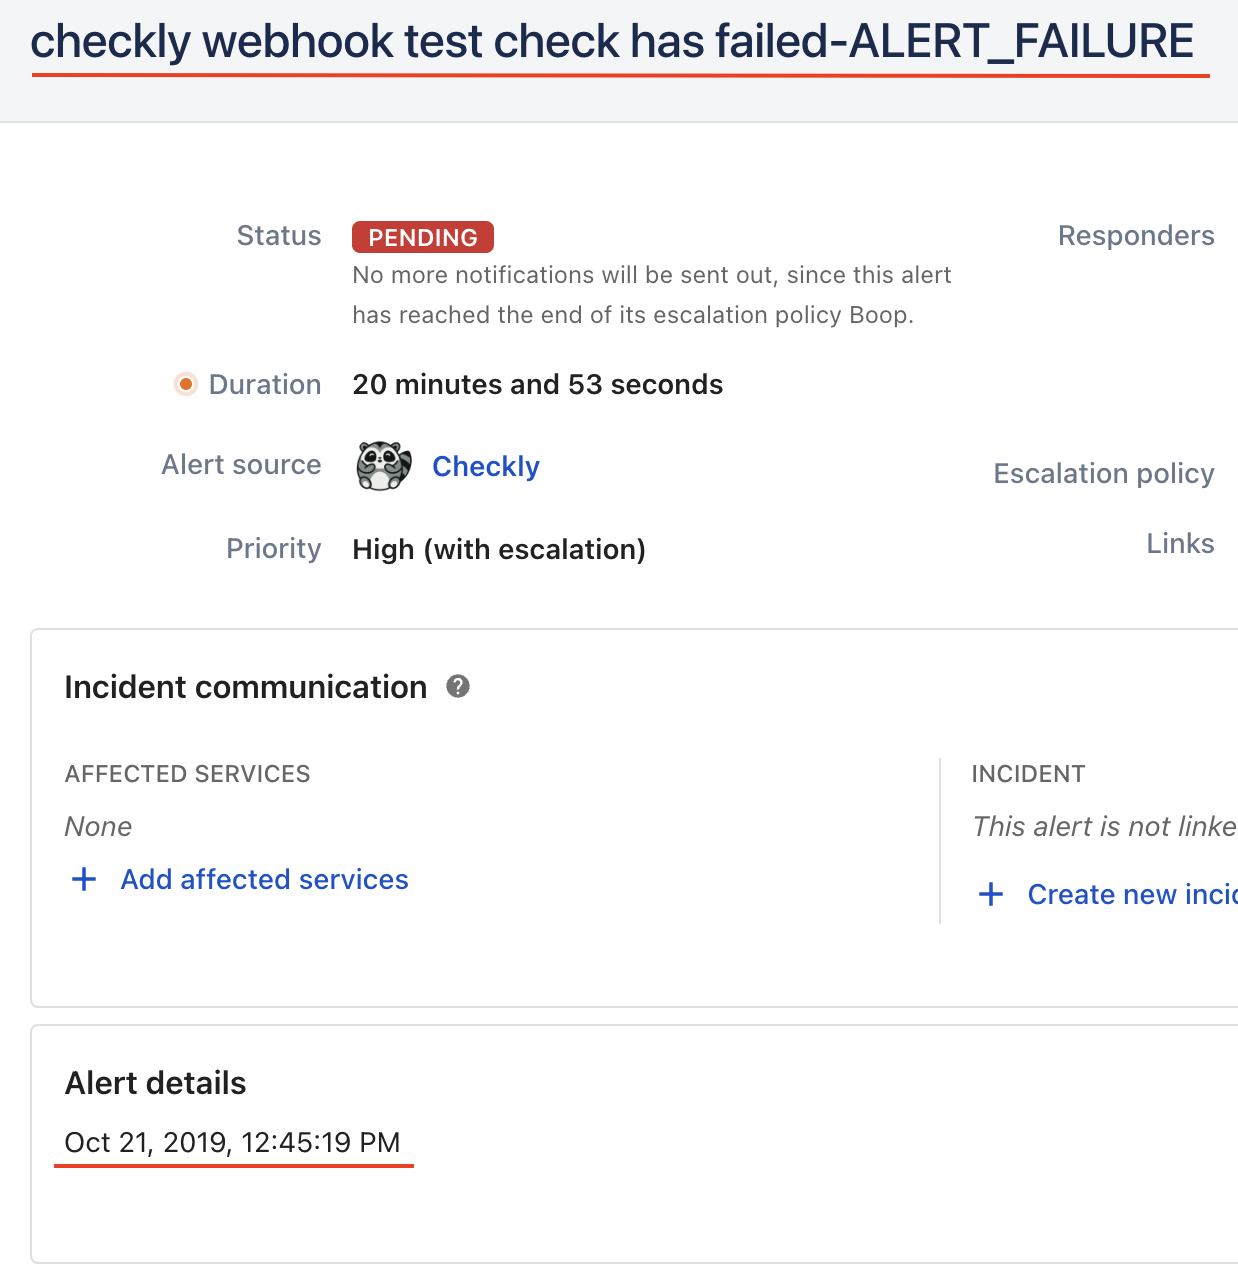 checkly webhook test check has failed-ALERT_FAILURE
Status
PENDING
No more notifications will be sent out, since this alert
has reached the end of its escalation policy Boop.
Responders
Duration
20 minutes and 53 seconds
Alert source
Checkly
Escalation policy
Priority
High (with escalation)
Links
Incident communication ?
AFFECTED SERVICES
None
+ Add affected services
INCIDENT
This alert is not linke
+ Create new incid
Alert details
Oct 21, 2019, 12:45:19 PM